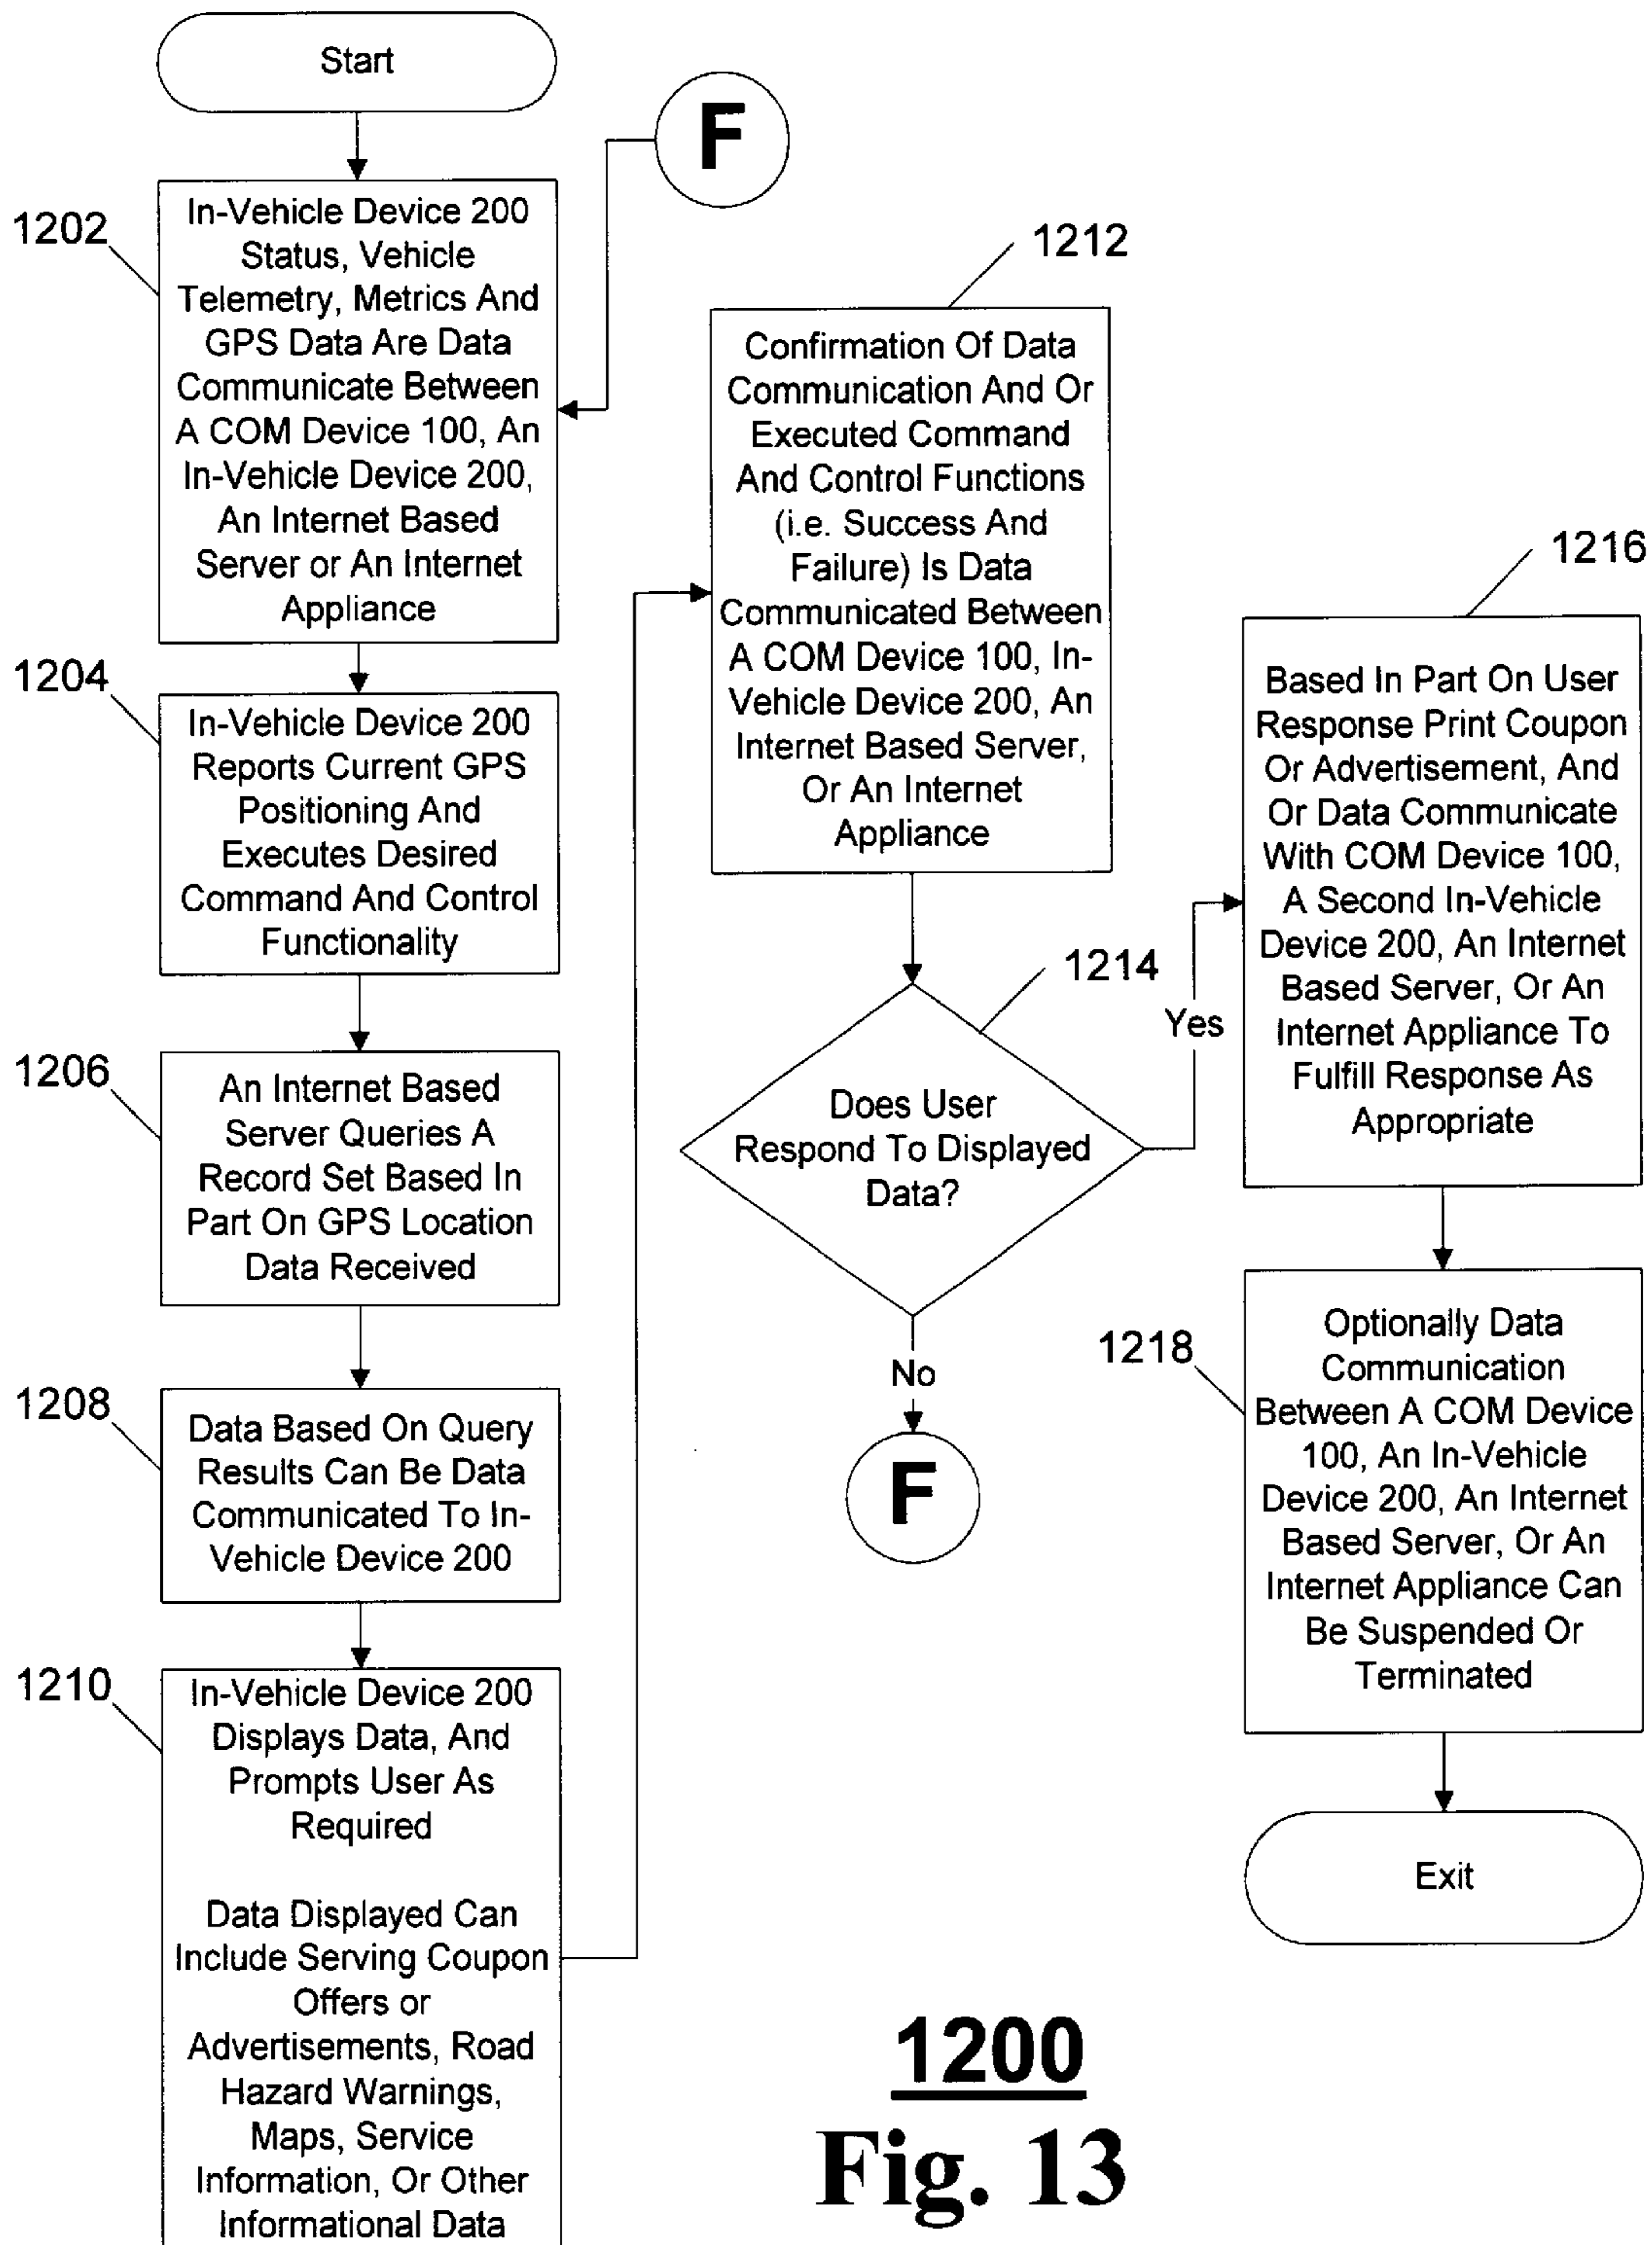 Start
F
1202
In-Vehicle Device 200
Status, Vehicle
Telemetry, Metrics And
GPS Data Are Data
Communicate Between
A COM Device 100, An
In-Vehicle Device 200,
An Internet Based
Server or An Internet
Appliance
1204
In-Vehicle Device 200
Reports Current GPS
Positioning And
Executes Desired
Command And Control
Functionality
1206
An Internet Based
Server Queries A
Record Set Based In
Part On GPS Location
Data Received
1208
Data Based On Query
Results Can Be Data
Communicated To In-
Vehicle Device 200
1210
In-Vehicle Device 200
Displays Data, And
Prompts User As
Required
Data Displayed Can
Include Serving Coupon
Offers or
Advertisements, Road
Hazard Warnings,
Maps, Service
Information, Or Other
Informational Data
1212
Confirmation Of Data
Communication And Or
Executed Command
And Control Functions
(i.e. Success And
Failure) Is Data
Communicated Between
A COM Device 100, In-
Vehicle Device 200, An
Internet Based Server,
Or An Internet
Appliance
1214
Does User
Respond To Displayed
Data?
Yes
No
F
1216
Based In Part On User
Response Print Coupon
Or Advertisement, And
Or Data Communicate
With COM Device 100,
A Second In-Vehicle
Device 200, An Internet
Based Server, Or An
Internet Appliance To
Fulfill Response As
Appropriate
1218
Optionally Data
Communication
Between A COM Device
100, An In-Vehicle
Device 200, An Internet
Based Server, Or An
Internet Appliance Can
Be Suspended Or
Terminated
Exit
1200
Fig. 13